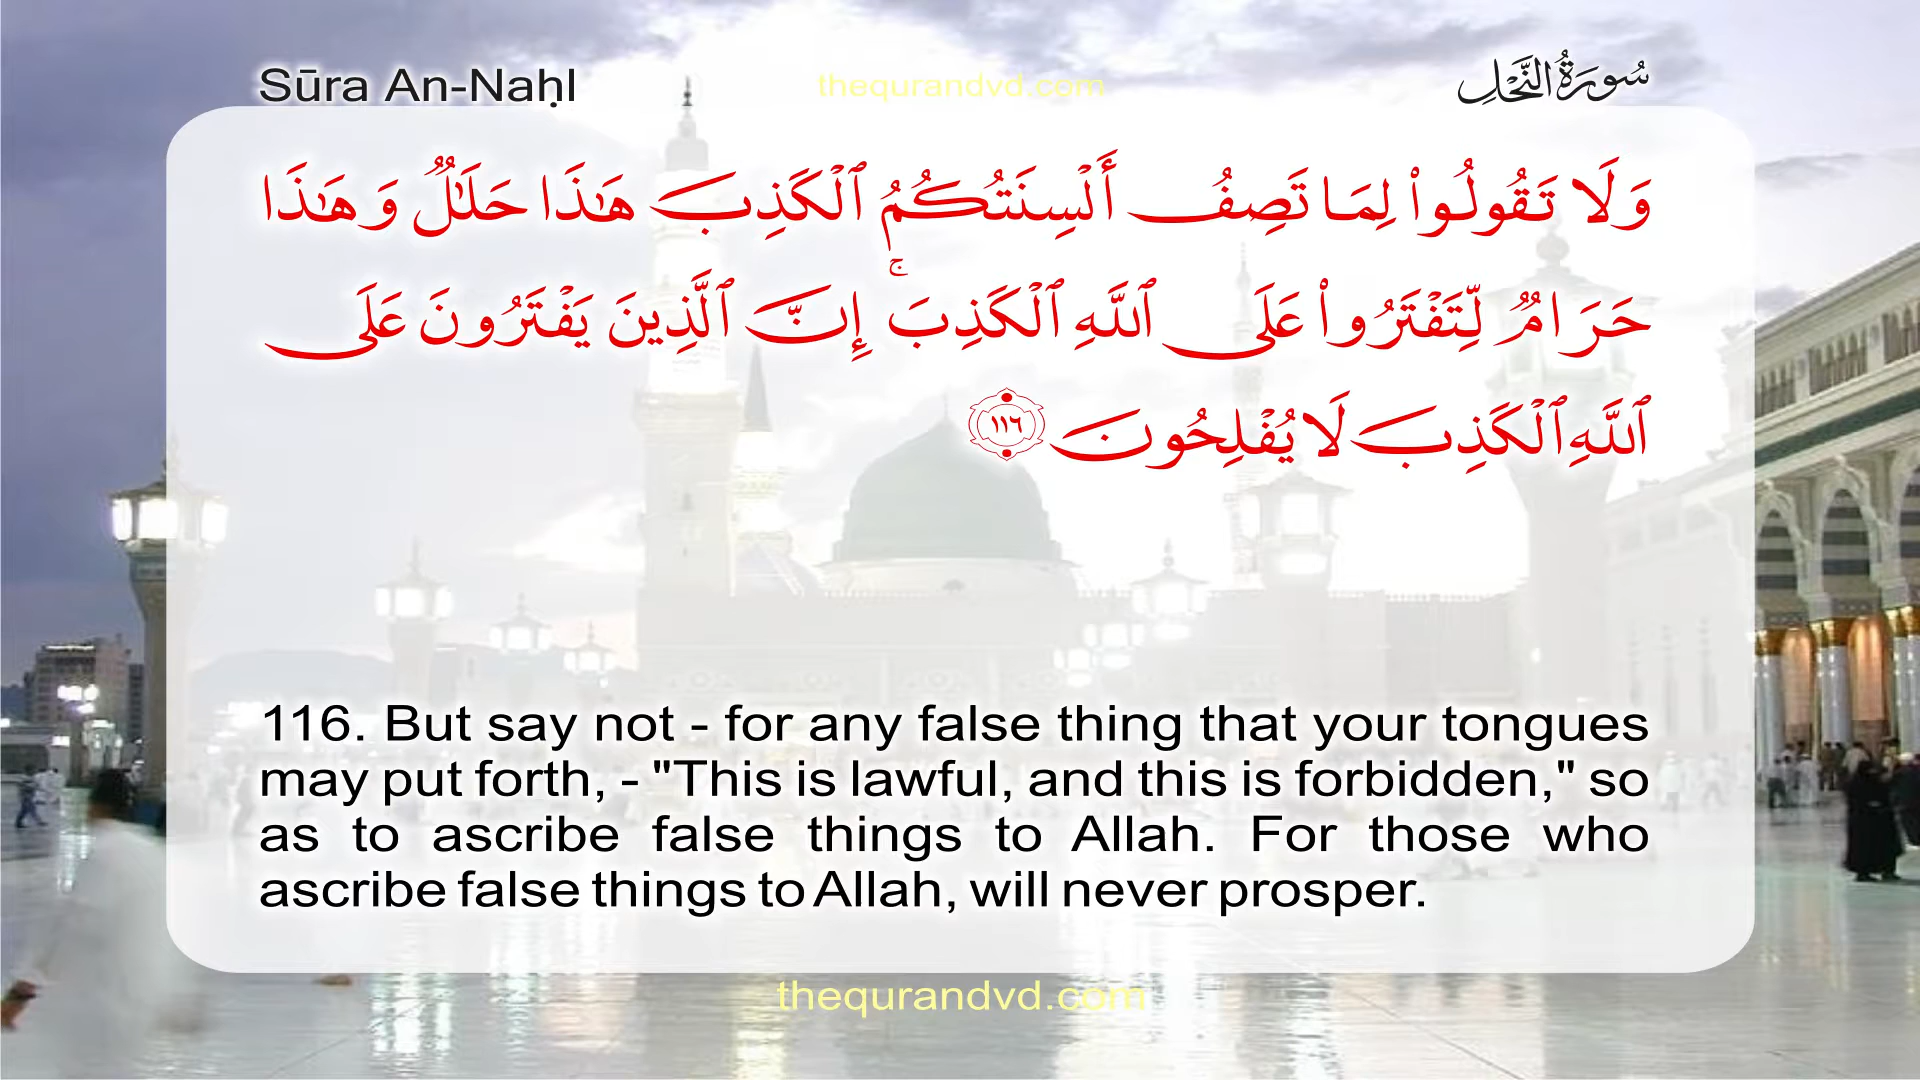 Sūra An-Naḥl
thequrandvd.com
سُورَةُ النَّحْلِ
وَلَا تَقُولُوا۟ لِمَا تَصِفُ أَلْسِنَتُكُمُ ٱلْكَذِبَ هَٰذَا حَلَٰلٌ وَهَٰذَا
حَرَامٌ لِّتَفْتَرُوا۟ عَلَى ٱللَّهِ ٱلْكَذِبَ ۚ إِنَّ ٱلَّذِينَ يَفْتَرُونَ عَلَى
ٱللَّهِ ٱلْكَذِبَ لَا يُفْلِحُونَ ١١٦
116. But say not - for any false thing that your tongues
may put forth, - "This is lawful, and this is forbidden," so
as to ascribe false things to Allah. For those who
ascribe false things to Allah, will never prosper.
thequrandvd.com